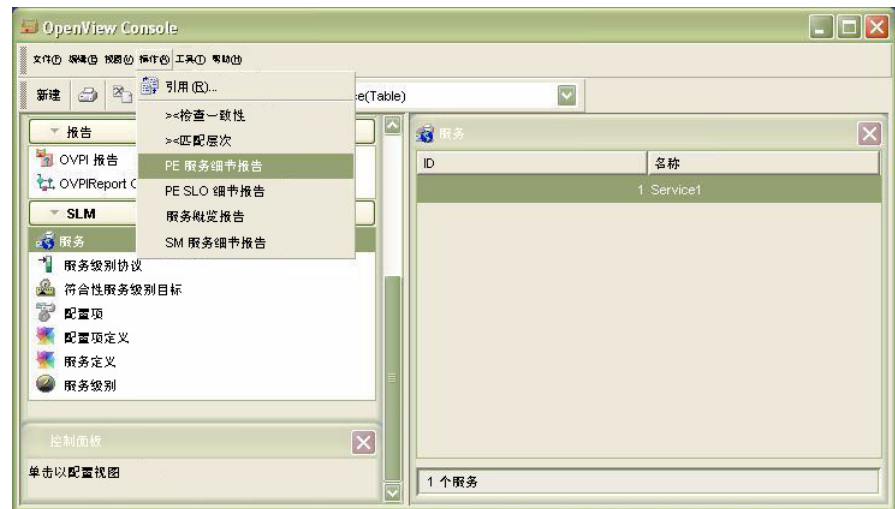 OpenView Console
文件(F) 编辑(E) 视图(V) 操作(A) 工具(T) 帮助(H)
新建
引用 (R)...
><检查一致性
><匹配层次
PE 服务细节报告
PE SLO 细节报告
服务概览报告
SM 服务细节报告
e(Table)
报告
OVPI 报告
OVPIReport C
SLM
服务
服务级别协议
符合性服务级别目标
配置项
配置项定义
服务定义
服务级别
控制面板
单击以配置视图
服务
ID 名称
1 Service1
1 个服务